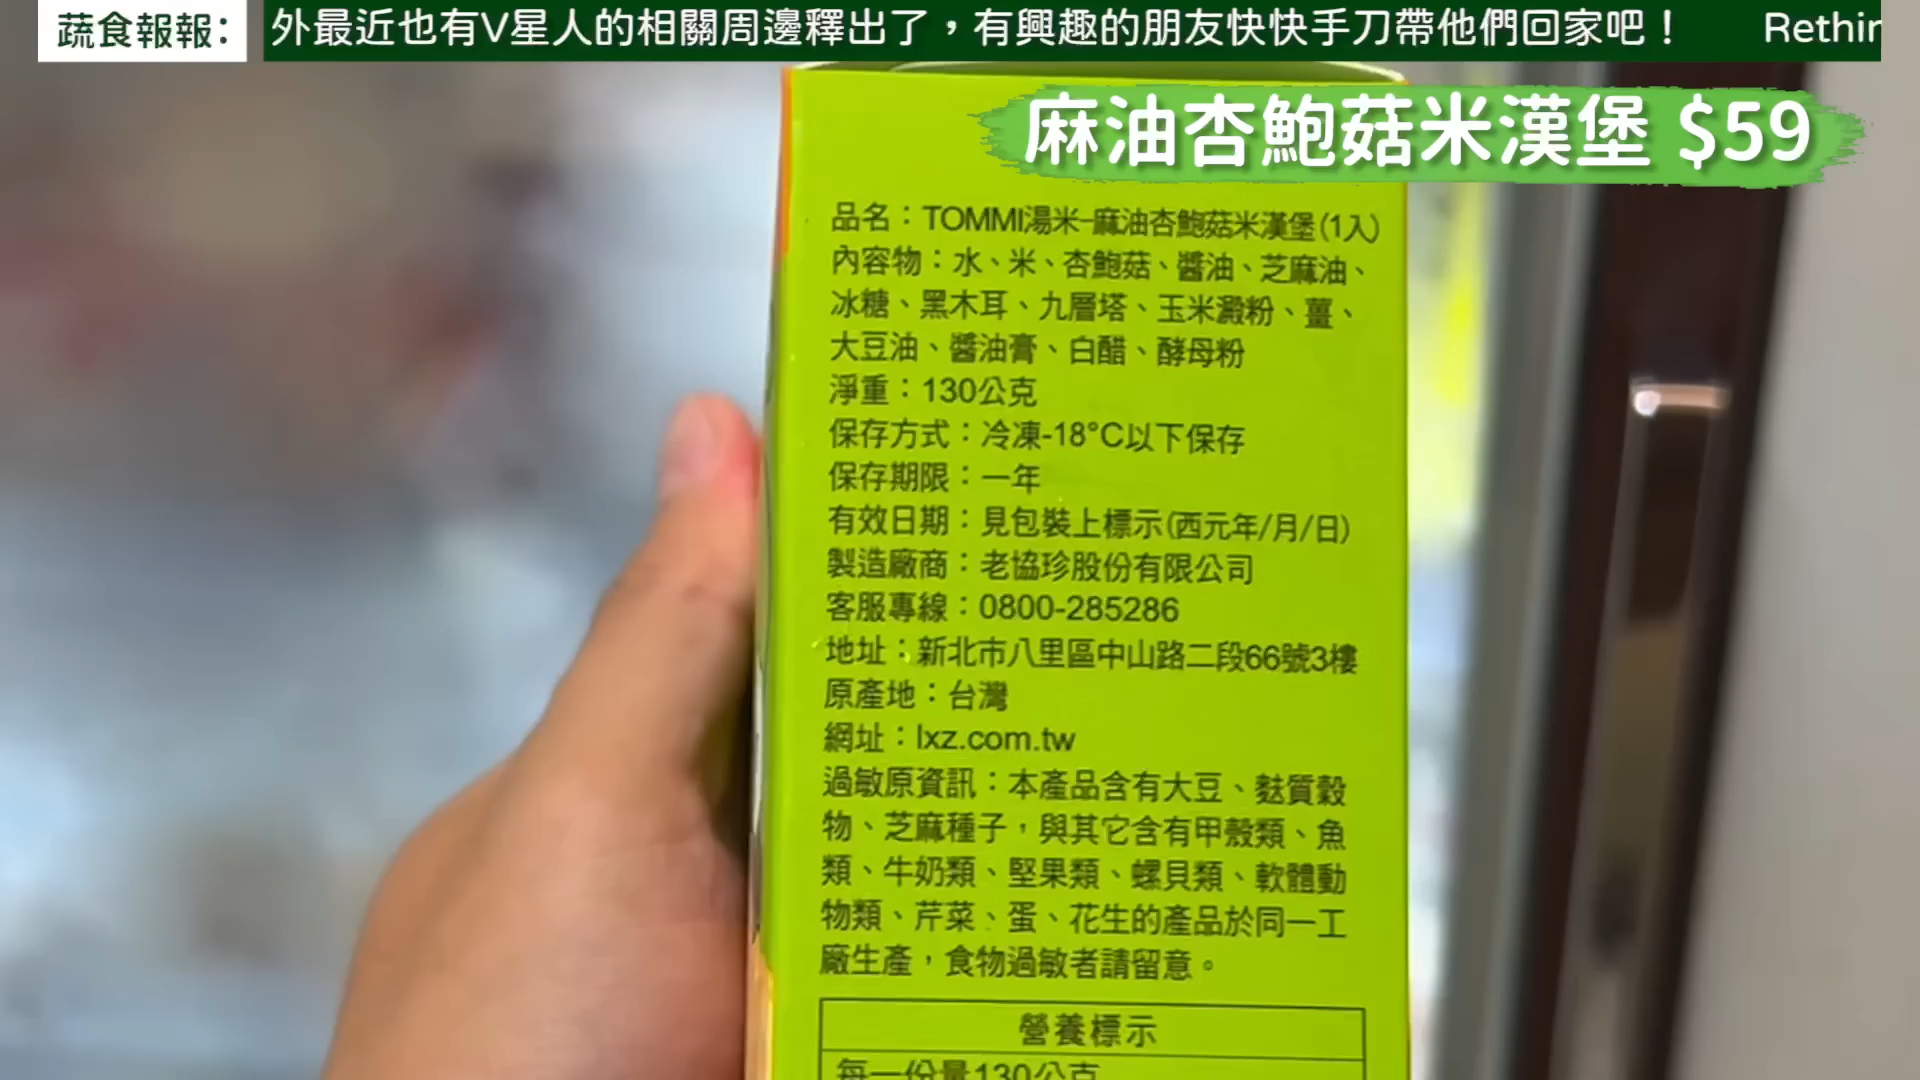 蔬食報報：
外最近也有V星人的相關周邊釋出了，有興趣的朋友快快手刀帶他們回家吧！
Rethin
麻油杏鮑菇米漢堡 $59
品名：TOMMI湯米-麻油杏鮑菇米漢堡(1入)
內容物：水、米、杏鮑菇、醬油、芝麻油、
冰糖、黑木耳、九層塔、玉米澱粉、薑、
大豆油、醬油膏、白醋、酵母粉
淨重：130公克
保存方式：冷凍-18°C以下保存
保存期限：一年
有效日期：見包裝上標示(西元年/月/日)
製造廠商：老協珍股份有限公司
客服專線：0800-285286
地址：新北市八里區中山路二段66號3樓
原產地：台灣
網址：lxz.com.tw
過敏原資訊：本產品含有大豆、麩質穀
物、芝麻種子，與其它含有甲殼類、魚
類、牛奶類、堅果類、螺貝類、軟體動
物類、芹菜、蛋、花生的產品於同一工
廠生產，食物過敏者請留意。
營養標示
每一份量130公克